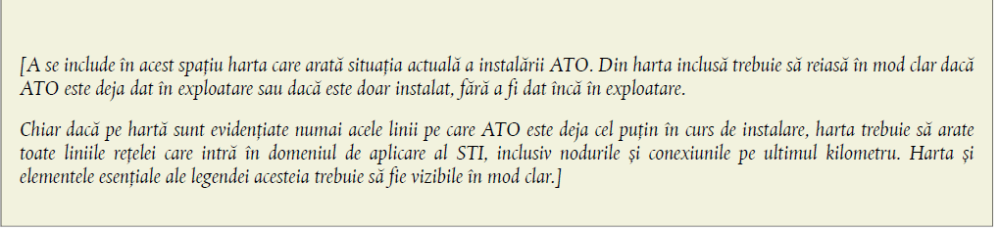 [A se include în acest spațiu harta care arată situația actuală a instalării ATO. Din harta inclusă trebuie să reiasă în mod clar dacă
ATO este deja dat în exploatare sau dacă este doar instalat, fără a fi dat încă în exploatare.
Chiar dacă pe hartă sunt evidențiate numai acele linii pe care ATO este deja cel puțin în curs de instalare, harta trebuie să arate
toate liniile rețelei care intră în domeniul de aplicare al STI, inclusiv nodurile și conexiunile pe ultimul kilometru. Harta și
elementele esențiale ale legendei acesteia trebuie să fie vizibile în mod clar.]